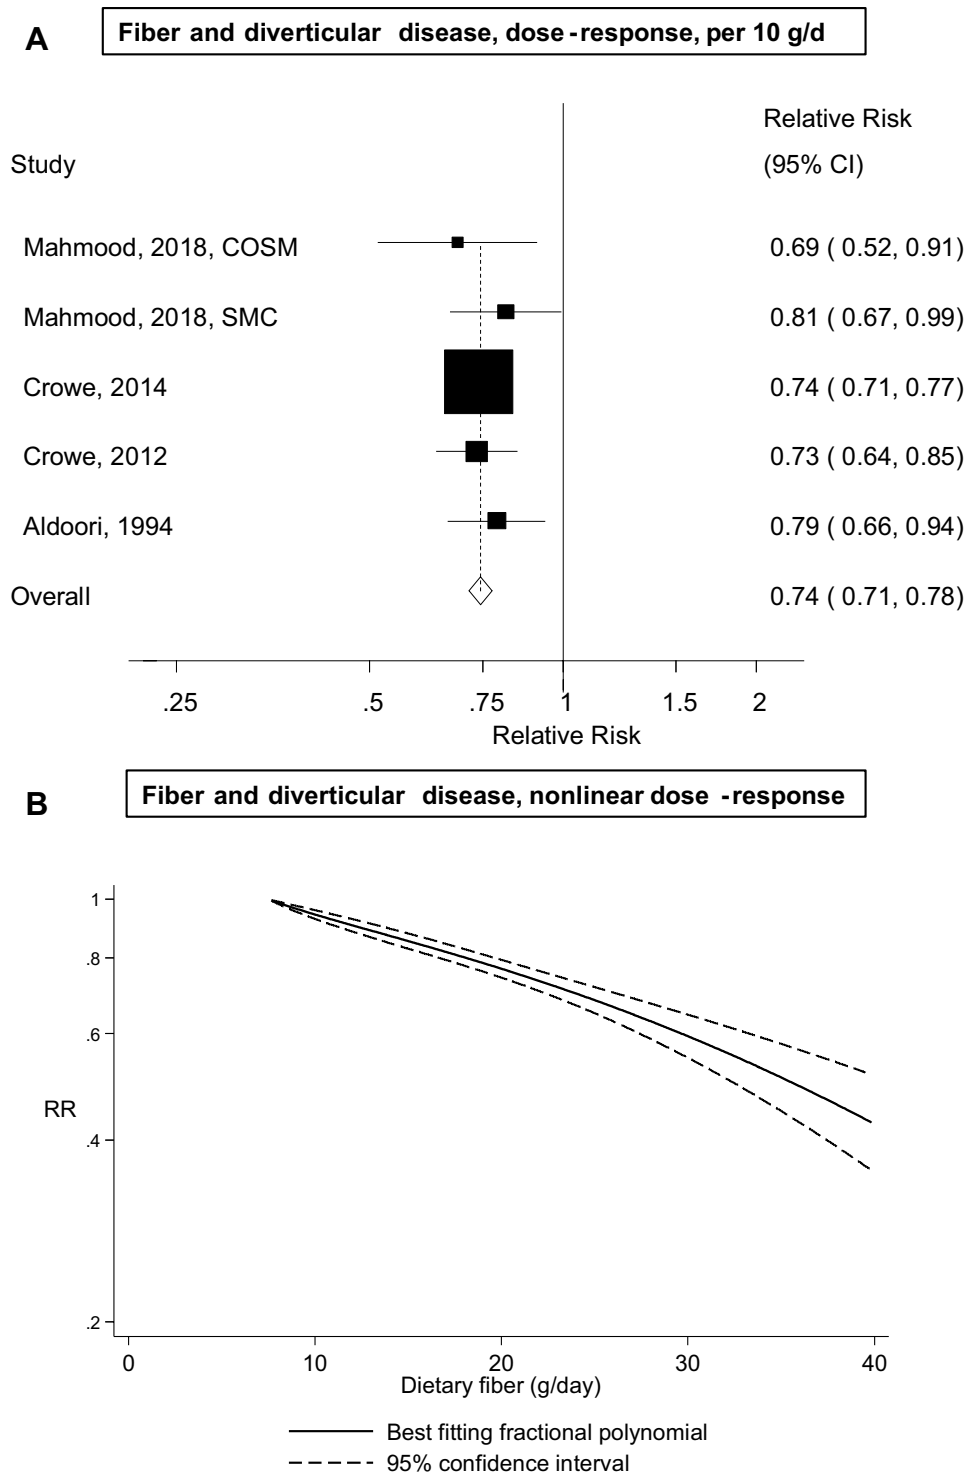 A
Fiber and diverticular disease, dose-response, per 10 g/d
Relative Risk
Study
(95% CI)
Mahmood, 2018, COSM
0.69 ( 0.52, 0.91)
Mahmood, 2018, SMC
0.81 ( 0.67, 0.99)
Crowe, 2014
0.74 ( 0.71, 0.77)
Crowe, 2012
0.73 ( 0.64, 0.85)
Aldoori, 1994
0.79 ( 0.66, 0.94)
Overall
0.74 ( 0.71, 0.78)
.25 .5 .75 1 1.5 2
Relative Risk
B
Fiber and diverticular disease, nonlinear dose -response
1
.8
.6
RR
.4
.2
0 10 20 30 40
Dietary fiber (g/day)
Best fitting fractional polynomial
95% confidence interval